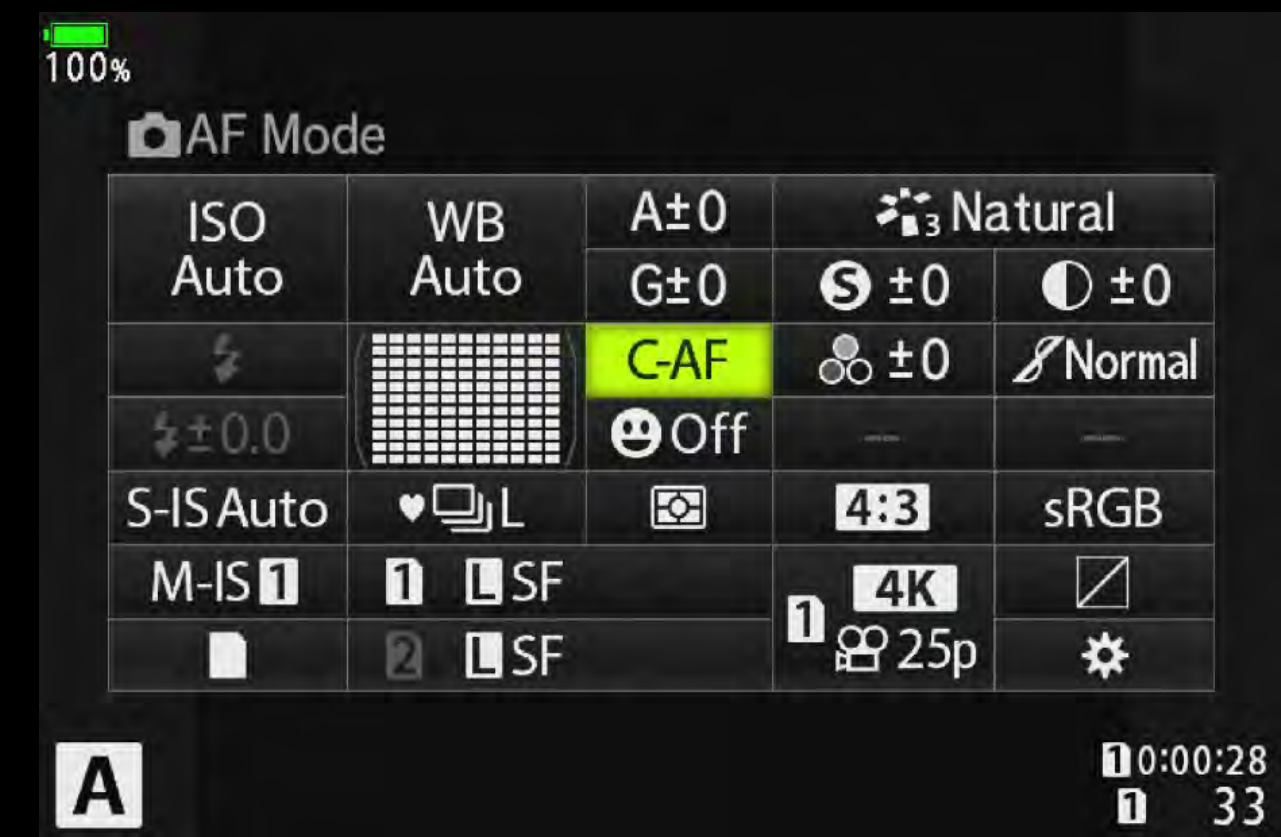 100%
AF Mode
ISO Auto
WB Auto
A±0
3 Natural
G±0
S ±0
±0
C-AF
±0
Normal
±0.0
Off
S-IS Auto
L
4:3
sRGB
M-IS 1
1 L SF
1 4K 25p
2 L SF
A
1 0:00:28
1 33